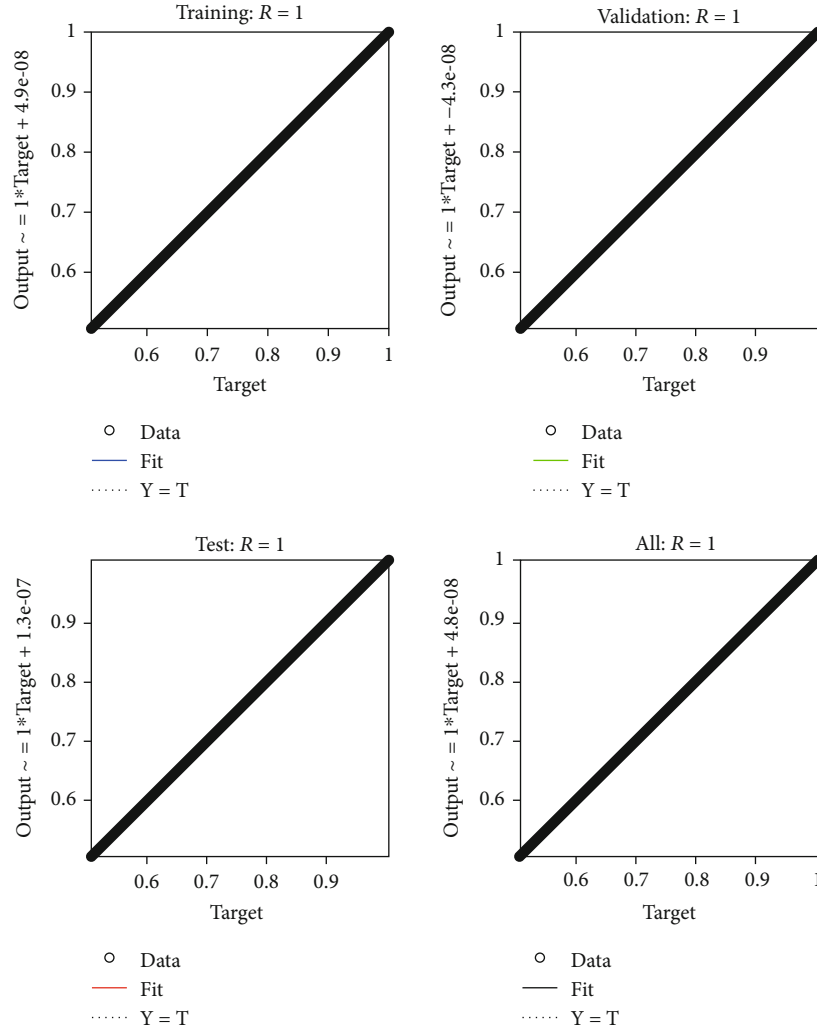 Training: R = 1
Output ~ = 1*Target + 4.9e-08
1
0.9
0.8
0.7
0.6
0.6 0.7 0.8 0.9 1
Target
Data
Fit
Y = T
Validation: R = 1
Output ~ = 1*Target + −4.3e-08
1
0.9
0.8
0.7
0.6
0.6 0.7 0.8 0.9
Target
Data
Fit
Y = T
Test: R = 1
Output ~ = 1*Target + 1.3e-07
0.9
0.8
0.7
0.6
0.6 0.7 0.8 0.9
Target
Data
Fit
Y = T
All: R = 1
Output ~ = 1*Target + 4.8e-08
1
0.9
0.8
0.7
0.6
0.6 0.7 0.8 0.9 1
Target
Data
Fit
Y = T